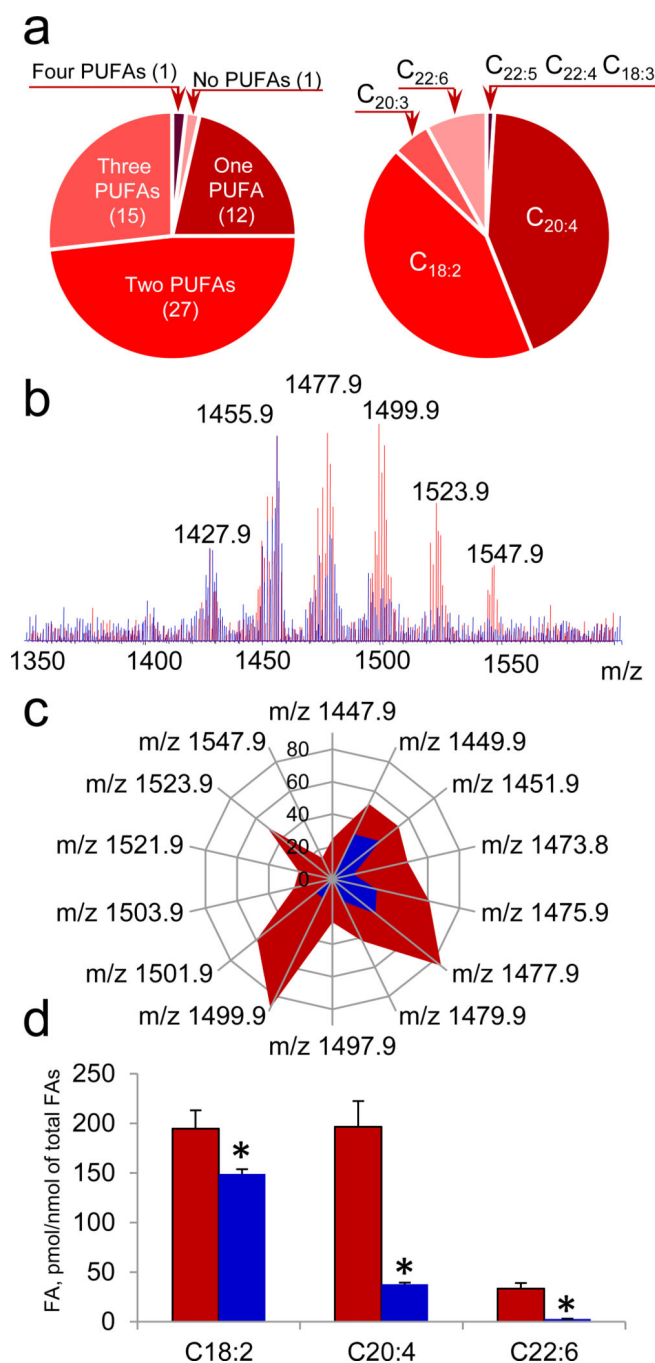 a
Four PUFAs (1)
No PUFAs (1)
Three
PUFAs
(15)
One
PUFA
(12)
Two PUFAs
(27)
C22:6
C22:5 C22:4 C18:3
C20:3
C20:4
C18:2
b
1477.9
1455.9
1499.9
1523.9
1427.9
1547.9
1350 1400 1450 1500 1550 m/z
c
m/z 1447.9
m/z 1547.9
m/z 1449.9
m/z 1523.9
m/z 1451.9
m/z 1521.9
m/z 1473.8
m/z 1503.9
m/z 1475.9
m/z 1501.9
m/z 1477.9
m/z 1499.9
m/z 1479.9
m/z 1497.9
80
60
40
20
0
d
FA, pmol/nmol of total FAs
250
200
150
100
50
0
*
*
*
C18:2 C20:4 C22:6